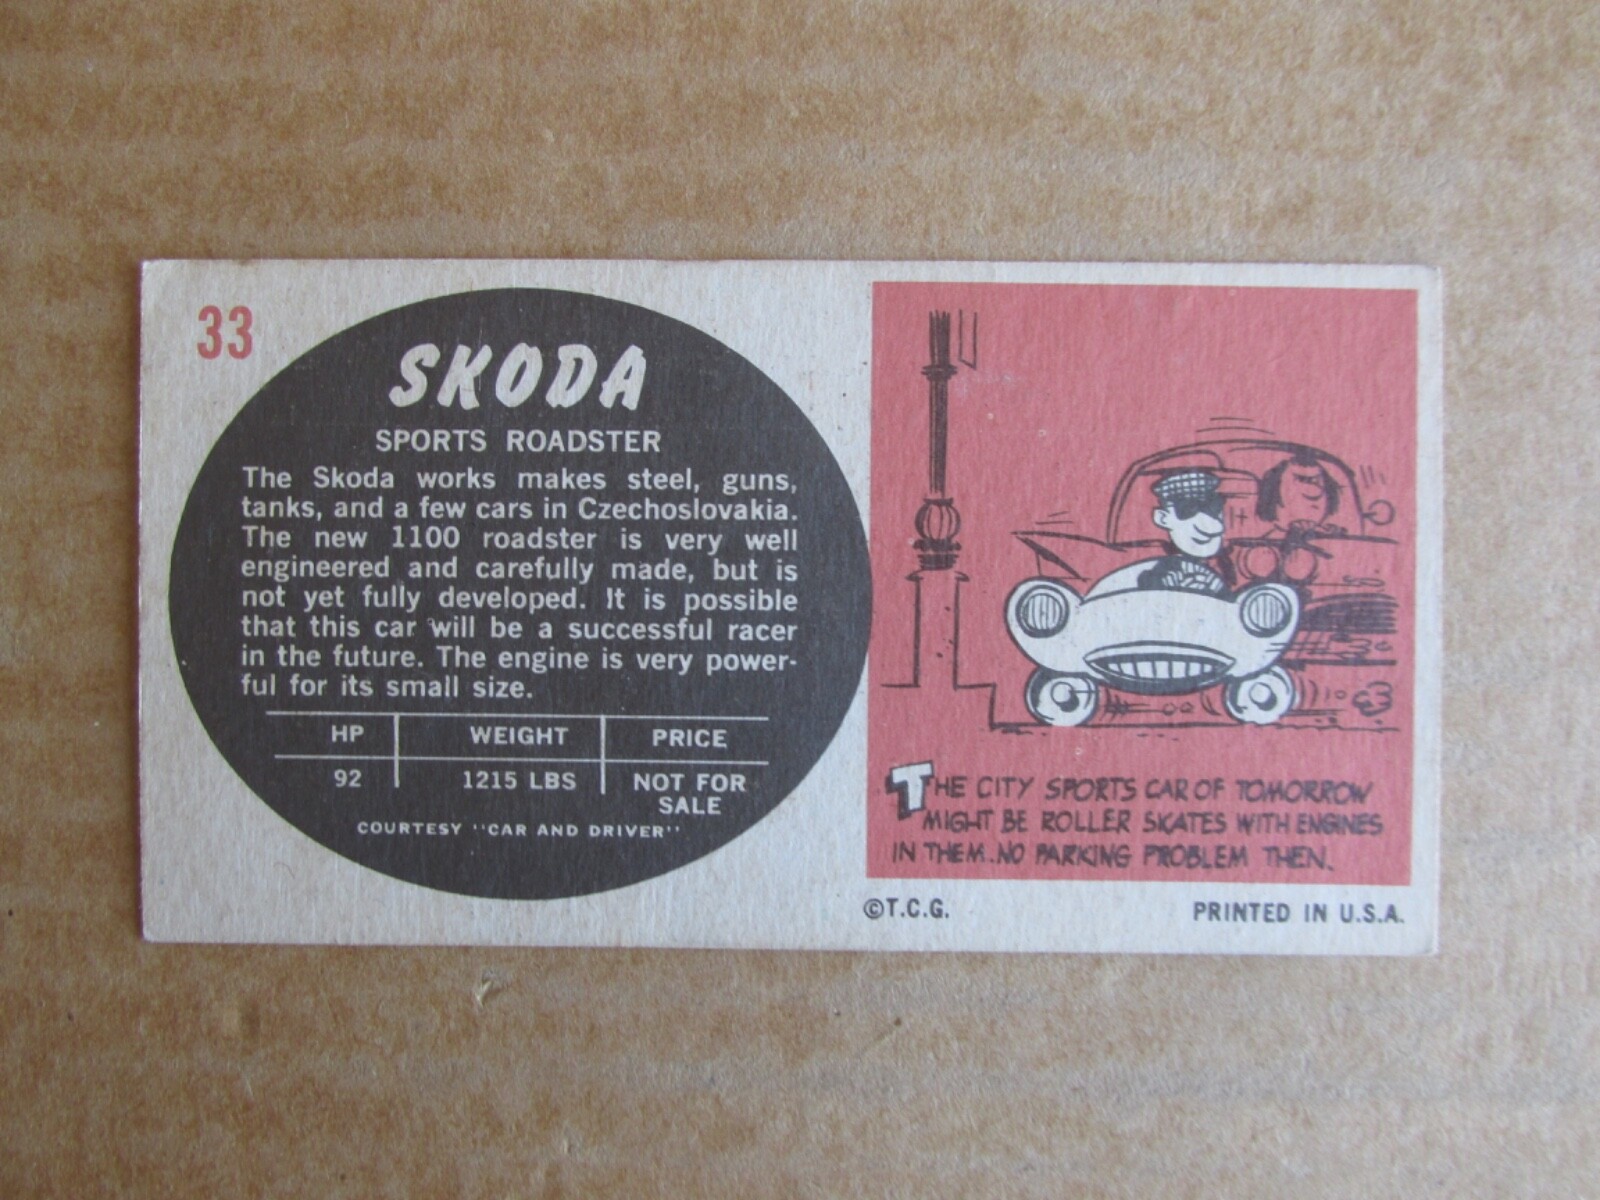 33
SKODA
SPORTS ROADSTER
The Skoda works makes steel, guns,
tanks, and a few cars in Czechoslovakia.
The new 1100 roadster is very well
engineered and carefully made, but is
not yet fully developed. It is possible
that this car will be a successful racer
in the future. The engine is very power-
ful for its small size.
HP WEIGHT PRICE
92 1215 LBS NOT FOR
SALE
COURTESY "CAR AND DRIVER"
THE CITY SPORTS CAR OF TOMORROW
MIGHT BE ROLLER SKATES WITH ENGINES
IN THEM. NO PARKING PROBLEM THEN.
©T.C.G. PRINTED IN U.S.A.